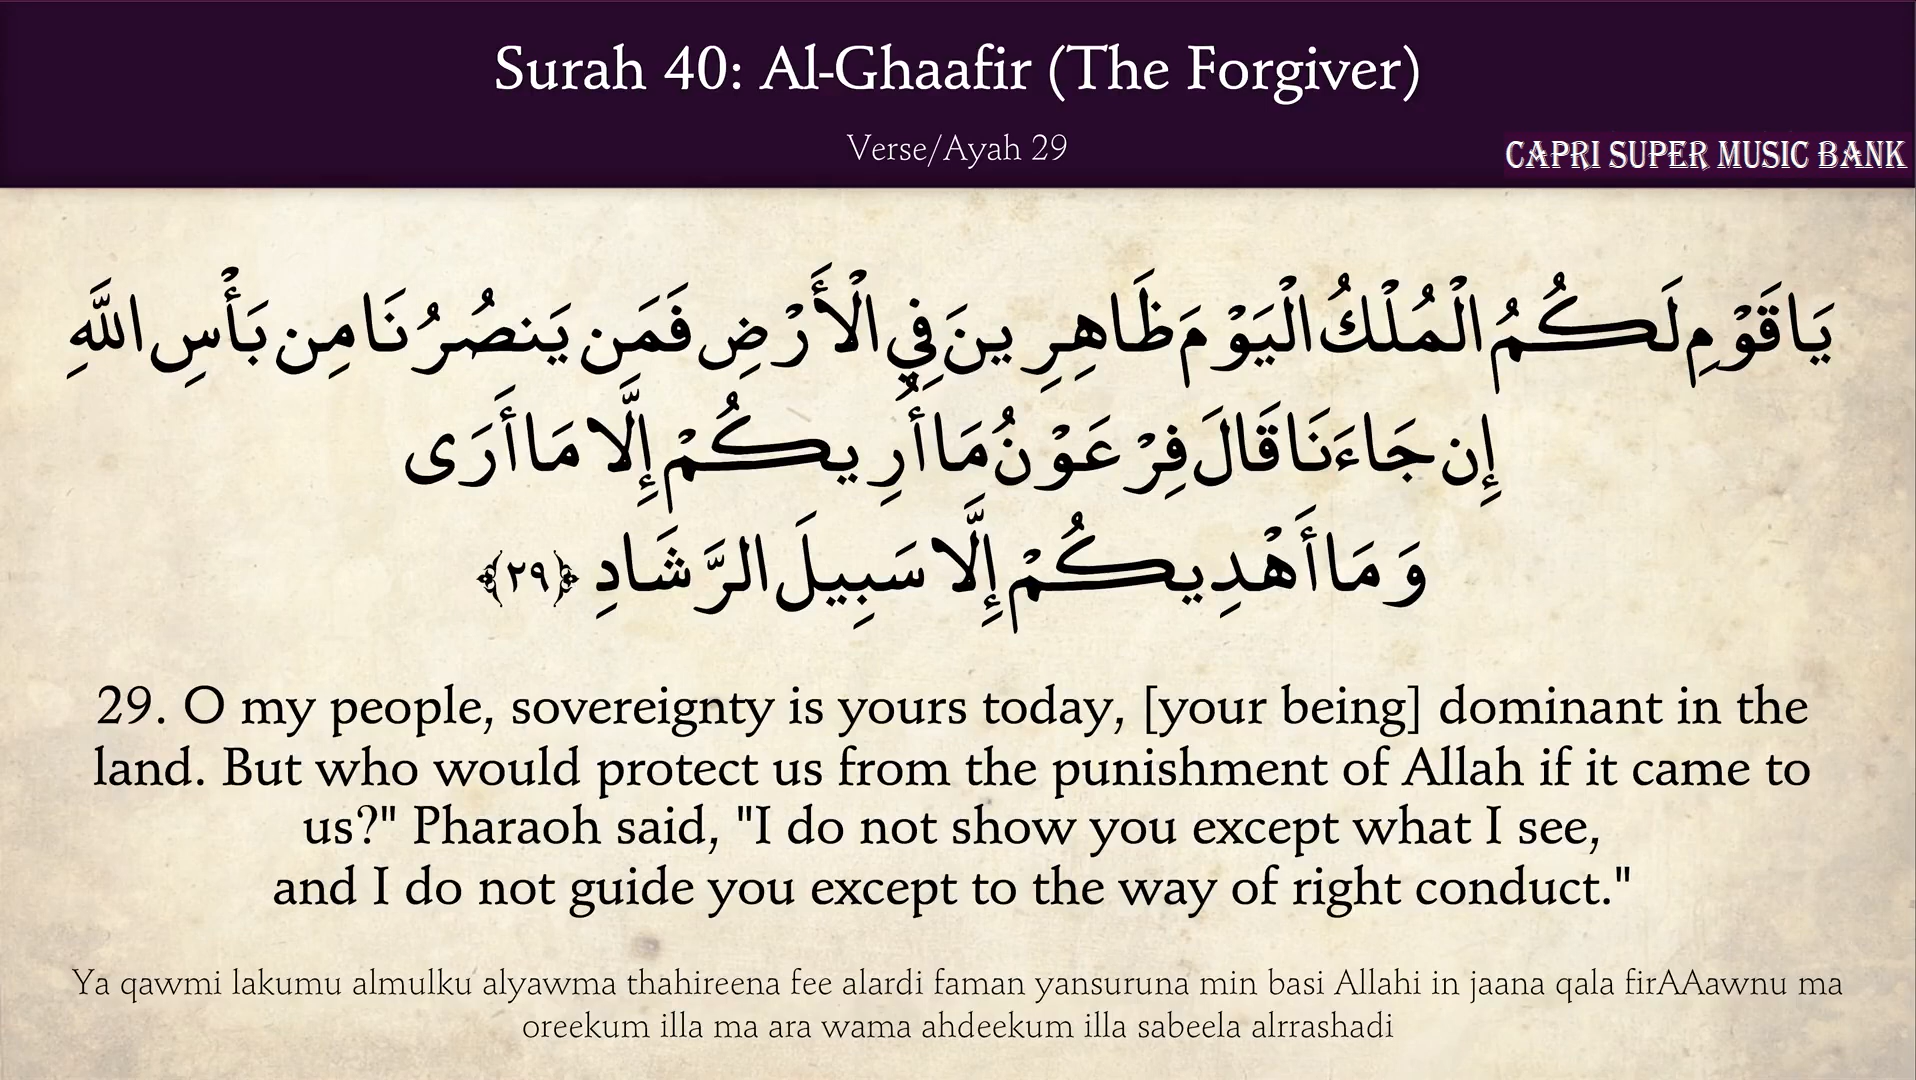 Surah 40: Al-Ghaafir (The Forgiver)
Verse/Ayah 29
CAPRI SUPER MUSIC BANK
يَا قَوْمِ لَكُمُ الْمُلْكُ الْيَوْمَ ظَاهِرِينَ فِي الْأَرْضِ فَمَن يَنصُرُنَا مِن بَأْسِ اللَّهِ
إِن جَاءَنَا قَالَ فِرْعَوْنُ مَا أُرِيكُمْ إِلَّا مَا أَرَى
وَمَا أَهْدِيكُمْ إِلَّا سَبِيلَ الرَّشَادِ ﴿٢٩﴾
29. O my people, sovereignty is yours today, [your being] dominant in the
land. But who would protect us from the punishment of Allah if it came to
us?" Pharaoh said, "I do not show you except what I see,
and I do not guide you except to the way of right conduct."
Ya qawmi lakumu almulku alyawma thahireena fee alardi faman yansuruna min basi Allahi in jaana qala firAAawnu ma
oreekum illa ma ara wama ahdeekum illa sabeela alrrashadi